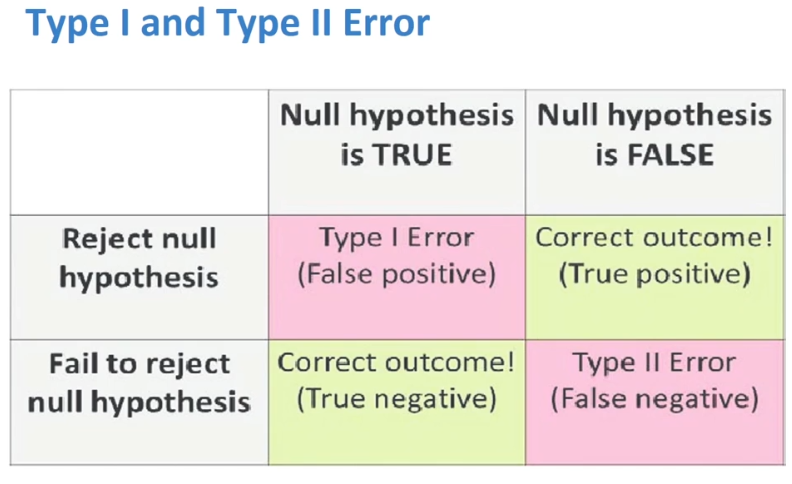 Type I and Type II Error
Null hypothesis
is TRUE
Null hypothesis
is FALSE
Reject null
hypothesis
Type I Error
(False positive)
Correct outcome!
(True positive)
Fail to reject
null hypothesis
Correct outcome!
(True negative)
Type II Error
(False negative)